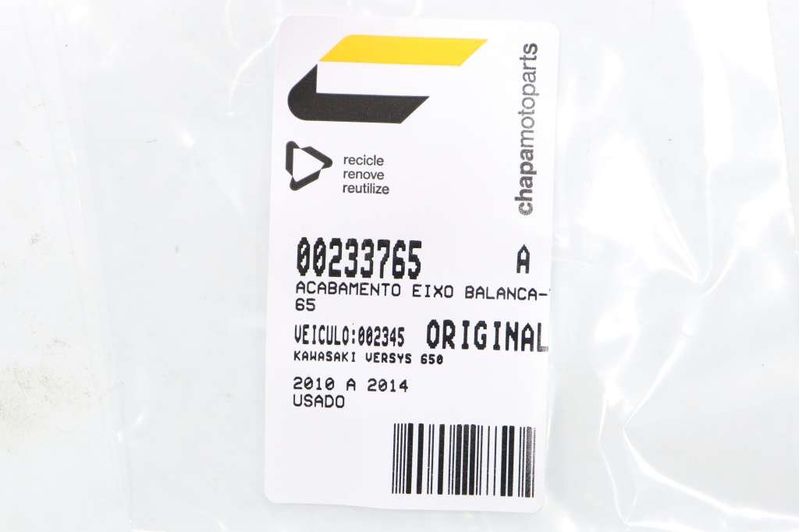 chapamotoparts
recicle
renove
reutilize
00233765 A
ACABAMENTO EIXO BALANCA-
65
VEICULO:002345 ORIGINAL
KAWASAKI VERSYS 650
2010 A 2014
USADO